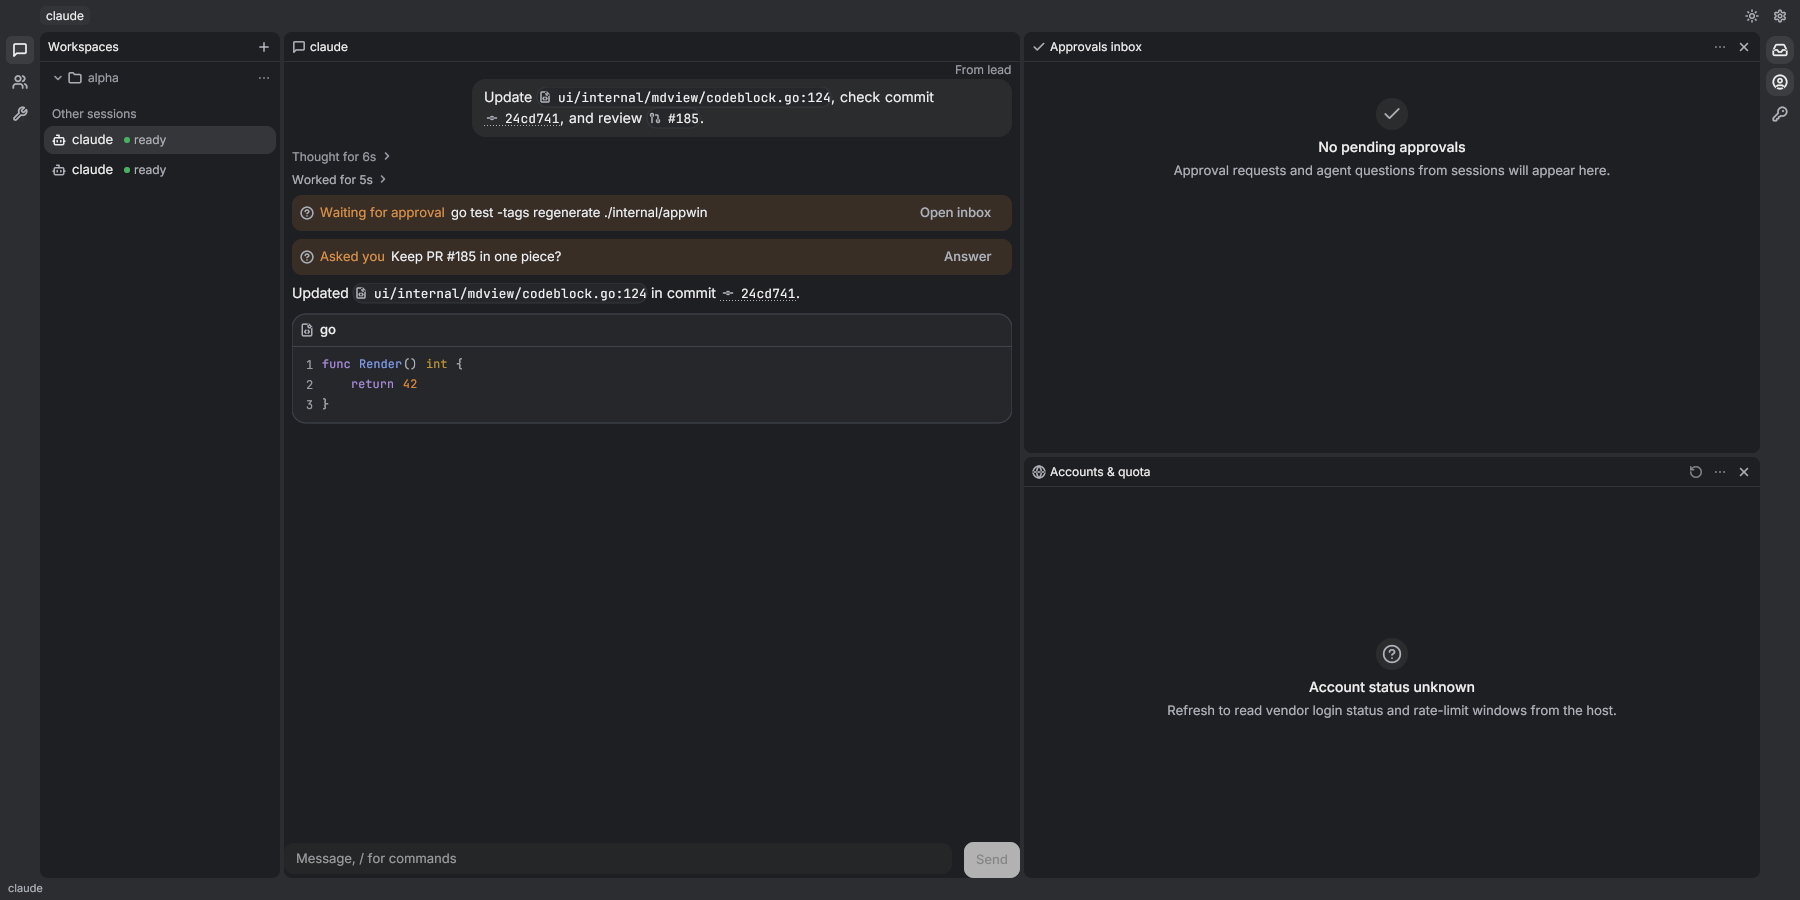 claude
Workspaces
alpha
Other sessions
claude ready
claude ready
claude
From lead
Update ui/internal/mdview/codeblock.go:124, check commit
24cd741, and review #185.
Thought for 6s
Worked for 5s
Waiting for approval go test -tags regenerate ./internal/appwin Open inbox
Asked you Keep PR #185 in one piece? Answer
Updated ui/internal/mdview/codeblock.go:124 in commit 24cd741.
go
1 func Render() int {
2     return 42
3 }
Message, / for commands
Send
Approvals inbox
No pending approvals
Approval requests and agent questions from sessions will appear here.
Accounts & quota
Account status unknown
Refresh to read vendor login status and rate-limit windows from the host.
claude